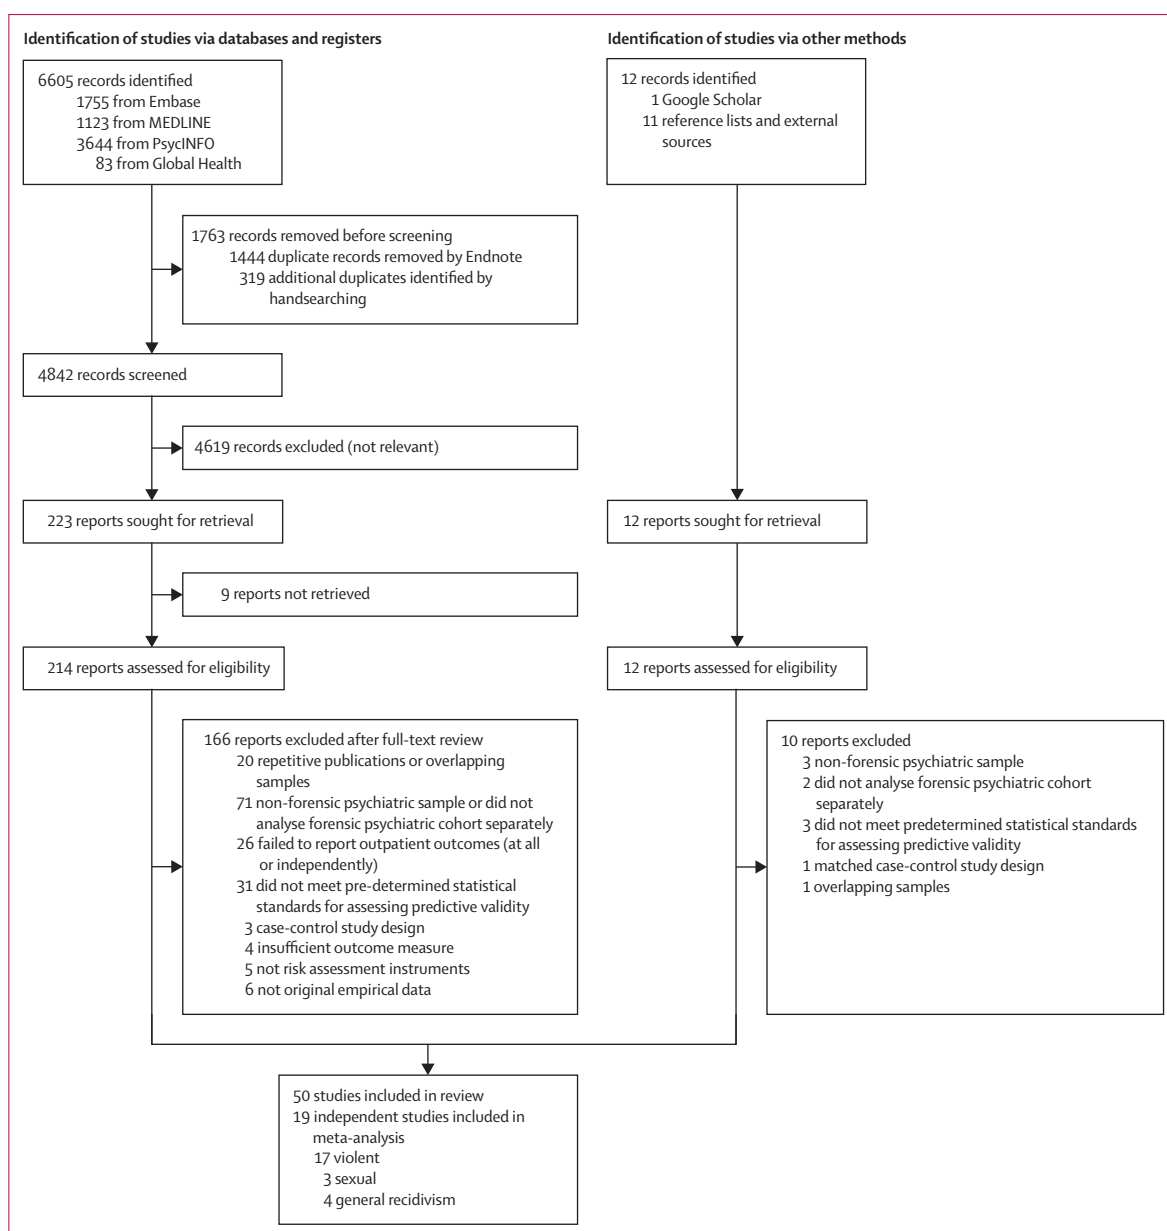 Identification of studies via databases and registers
6605 records identified
1755 from Embase
1123 from MEDLINE
3644 from PsycINFO
83 from Global Health
1763 records removed before screening
1444 duplicate records removed by Endnote
319 additional duplicates identified by
handsearching
4842 records screened
4619 records excluded (not relevant)
223 reports sought for retrieval
9 reports not retrieved
214 reports assessed for eligibility
166 reports excluded after full-text review
20 repetitive publications or overlapping
samples
71 non-forensic psychiatric sample or did not
analyse forensic psychiatric cohort separately
26 failed to report outpatient outcomes (at all
or independently)
31 did not meet pre-determined statistical
standards for assessing predictive validity
3 case-control study design
4 insufficient outcome measure
5 not risk assessment instruments
6 not original empirical data
Identification of studies via other methods
12 records identified
1 Google Scholar
11 reference lists and external
sources
12 reports sought for retrieval
12 reports assessed for eligibility
10 reports excluded
3 non-forensic psychiatric sample
2 did not analyse forensic psychiatric cohort
separately
3 did not meet predetermined statistical standards
for assessing predictive validity
1 matched case-control study design
1 overlapping samples
50 studies included in review
19 independent studies included in
meta-analysis
17 violent
3 sexual
4 general recidivism